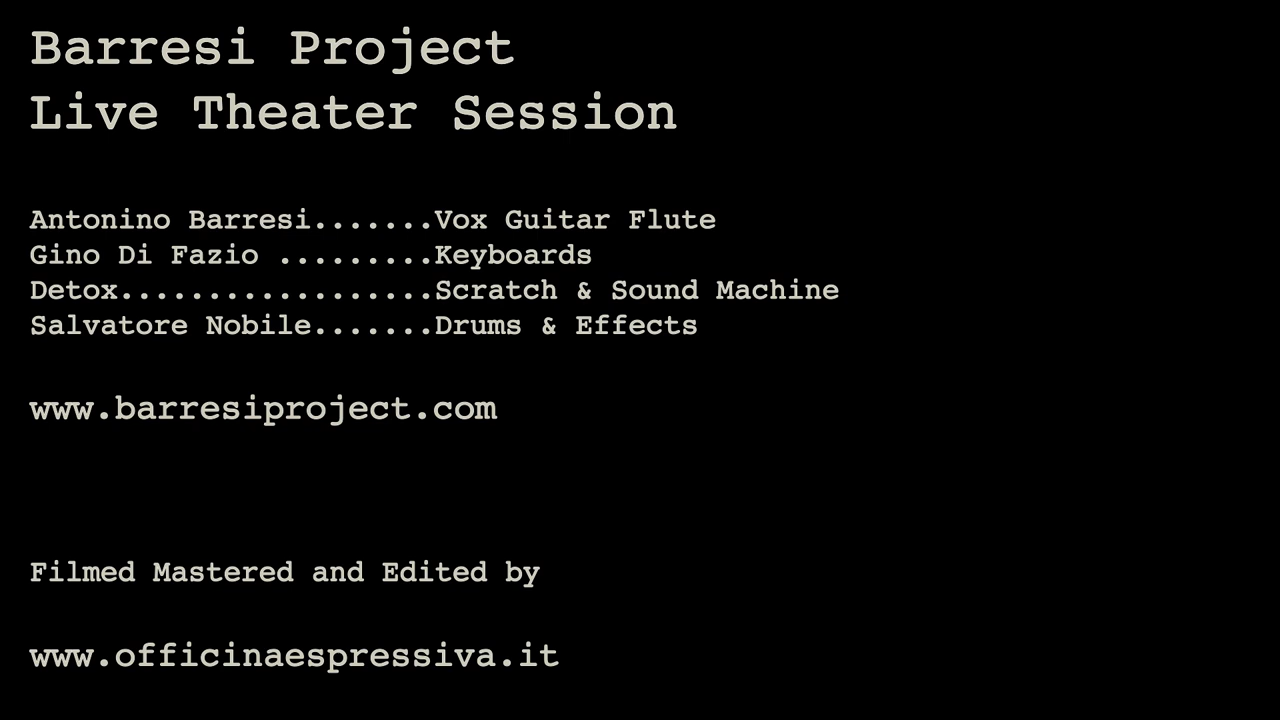 Barresi Project
Live Theater Session
Antonino Barresi.......Vox Guitar Flute
Gino Di Fazio .........Keyboards
Detox..................Scratch & Sound Machine
Salvatore Nobile.......Drums & Effects
www.barresiproject.com
Filmed Mastered and Edited by
www.officinaespressiva.it